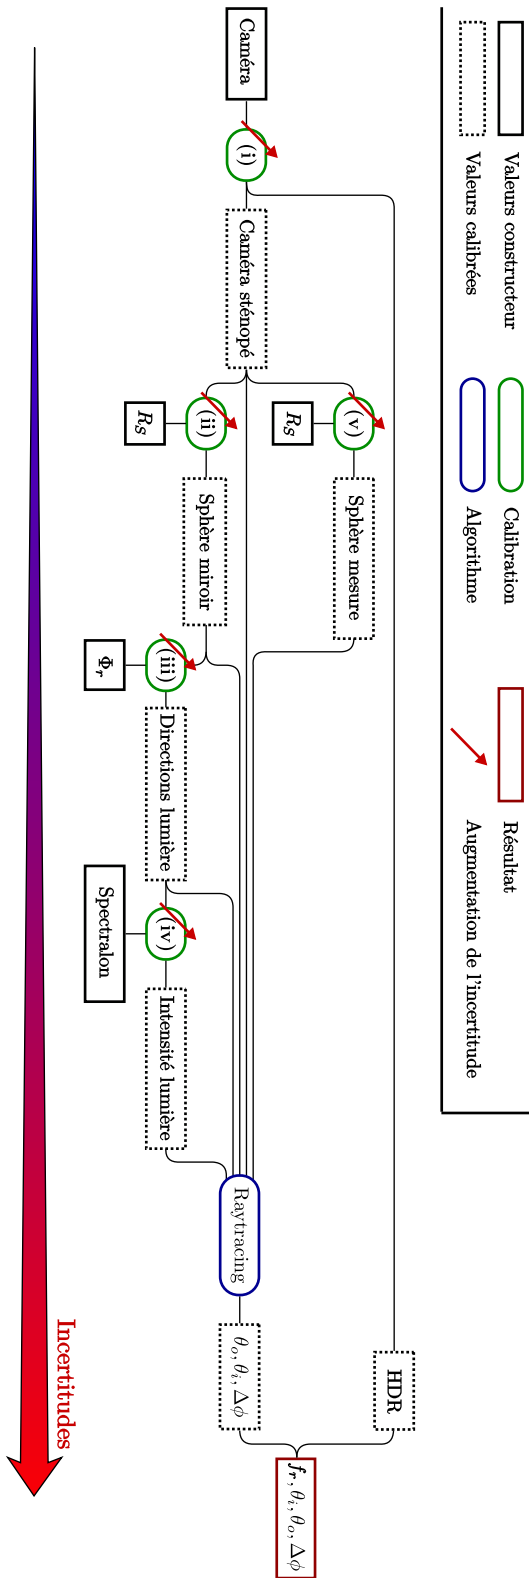 Valeurs constructeur
Calibration
Résultat
Valeurs calibrées
Algorithme
Augmentation de l'incertitude
Caméra
(i)
Caméra sténopé
HDR
(v)
R_S
Sphère mesure
(ii)
R_S
Sphère miroir
(iii)
Φ_r
Directions lumière
(iv)
Spectralon
Intensité lumière
Raytracing
θ_o, θ_i, Δϕ
f_r, θ_i, θ_o, Δϕ
Incertitudes